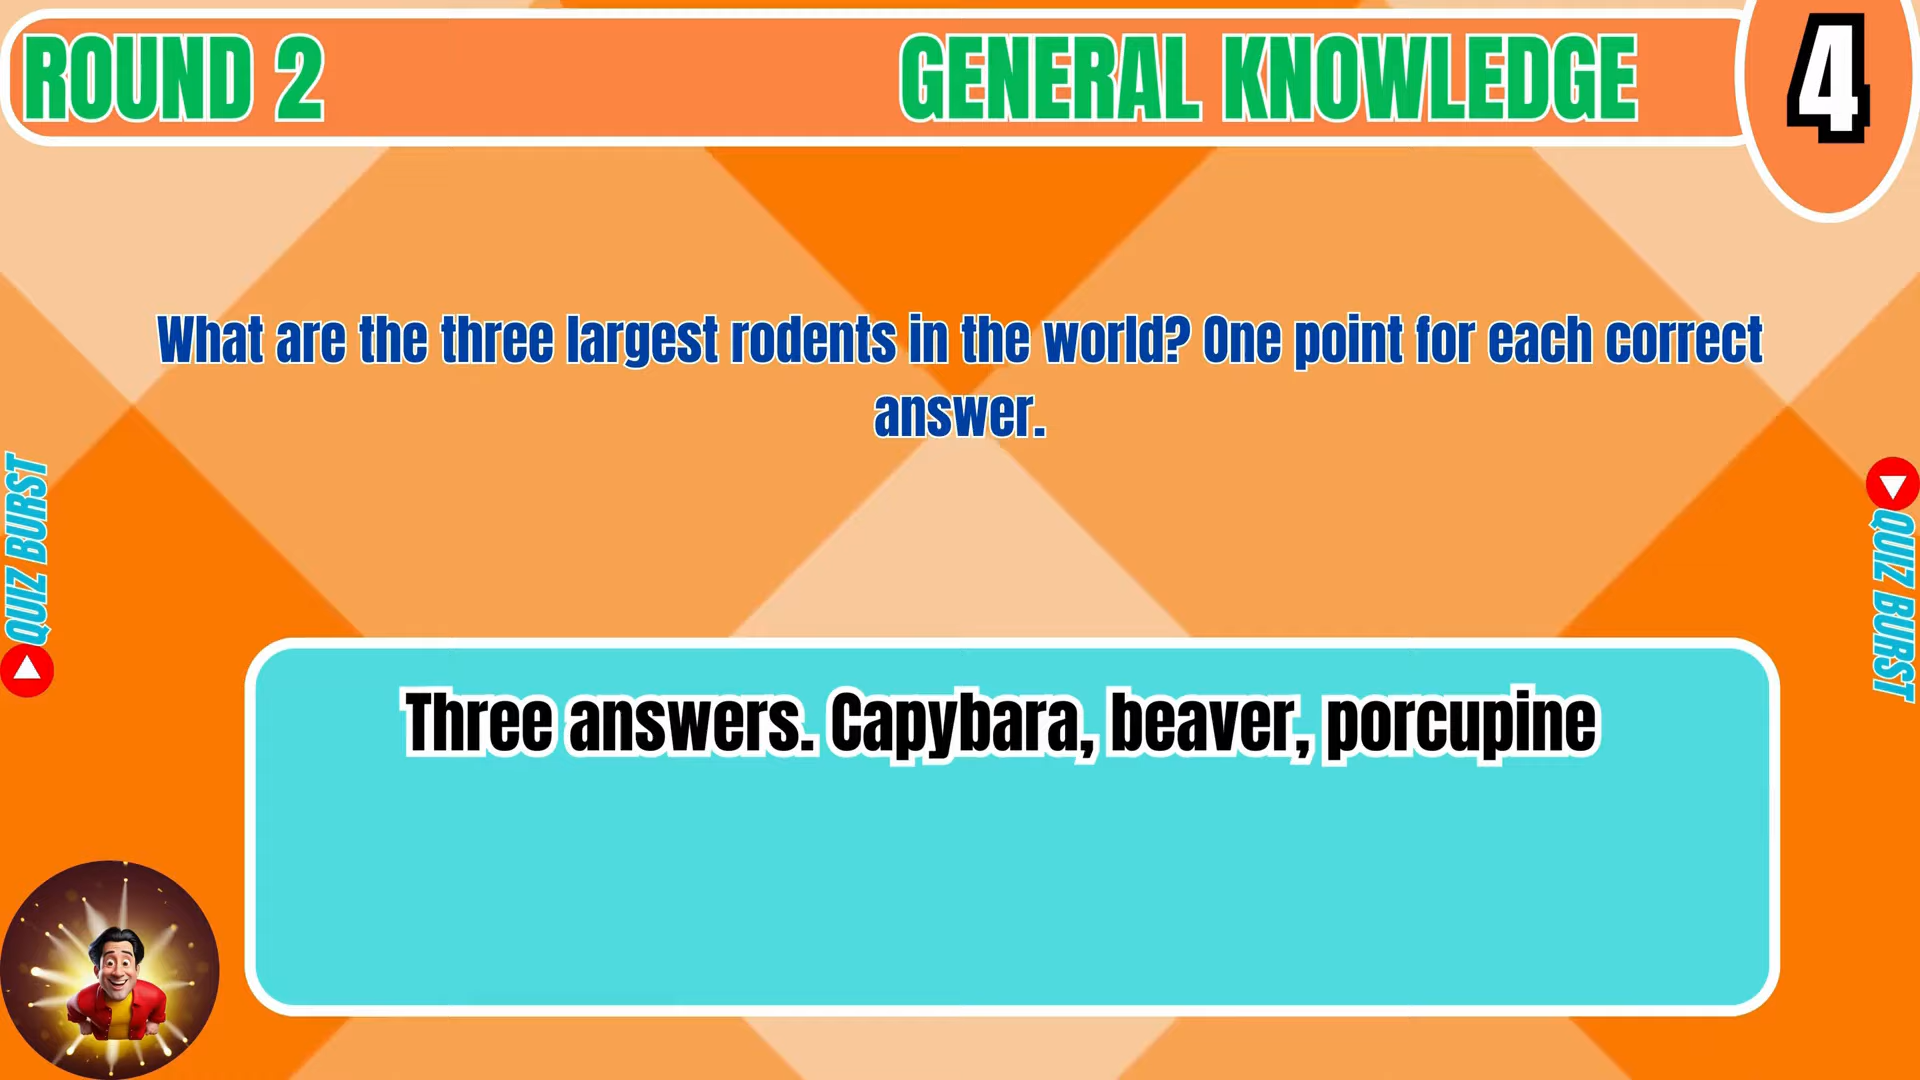 ROUND 2
GENERAL KNOWLEDGE
4
What are the three largest rodents in the world? One point for each correct
answer.
QUIZ BURST
QUIZ BURST
Three answers. Capybara, beaver, porcupine